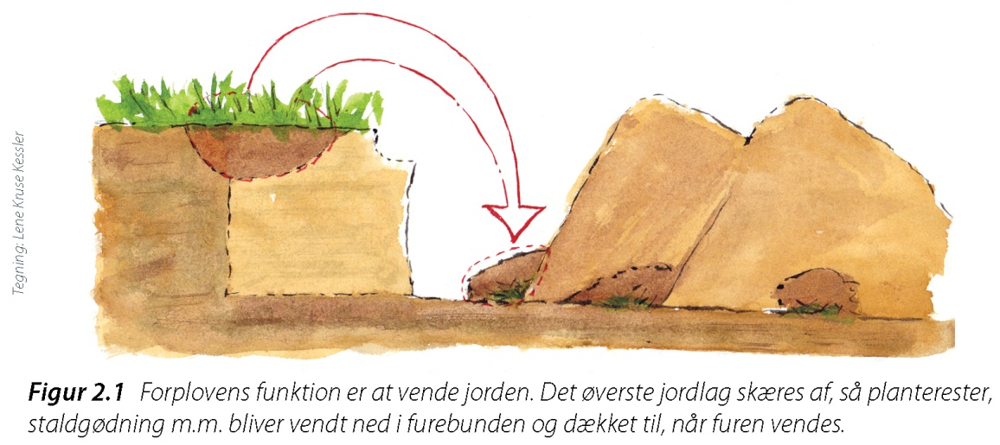 Tegning: Lene Kruse Kessler
Figur 2.1 Forplovens funktion er at vende jorden. Det øverste jordlag skæres af, så planterester,
staldgødning m.m. bliver vendt ned i furebunden og dækket til, når furen vendes.